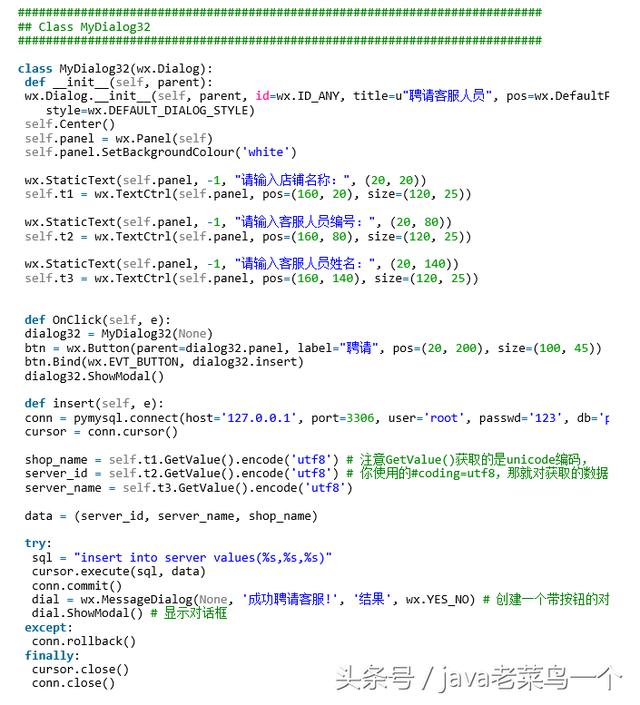 ###########################################################################
## Class MyDialog32
###########################################################################
class MyDialog32(wx.Dialog):
def __init__(self, parent):
wx.Dialog.__init__(self, parent, id=wx.ID_ANY, title=u"聘请客服人员", pos=wx.DefaultP
style=wx.DEFAULT_DIALOG_STYLE)
self.Center()
self.panel = wx.Panel(self)
self.panel.SetBackgroundColour('white')
wx.StaticText(self.panel, -1, "请输入店铺名称：", (20, 20))
self.t1 = wx.TextCtrl(self.panel, pos=(160, 20), size=(120, 25))
wx.StaticText(self.panel, -1, "请输入客服人员编号：", (20, 80))
self.t2 = wx.TextCtrl(self.panel, pos=(160, 80), size=(120, 25))
wx.StaticText(self.panel, -1, "请输入客服人员姓名：", (20, 140))
self.t3 = wx.TextCtrl(self.panel, pos=(160, 140), size=(120, 25))
def OnClick(self, e):
dialog32 = MyDialog32(None)
btn = wx.Button(parent=dialog32.panel, label="聘请", pos=(20, 200), size=(100, 45))
btn.Bind(wx.EVT_BUTTON, dialog32.insert)
dialog32.ShowModal()
def insert(self, e):
conn = pymysql.connect(host='127.0.0.1', port=3306, user='root', passwd='123', db='p
cursor = conn.cursor()
shop_name = self.t1.GetValue().encode('utf8') # 注意GetValue()获取的是unicode编码，
server_id = self.t2.GetValue().encode('utf8') # 你使用的#coding=utf8，那就对获取的数据
server_name = self.t3.GetValue().encode('utf8')
data = (server_id, server_name, shop_name)
try:
sql = "insert into server values(%s,%s,%s)"
cursor.execute(sql, data)
conn.commit()
dial = wx.MessageDialog(None, '成功聘请客服!', '结果', wx.YES_NO) # 创建一个带按钮的对
dial.ShowModal() # 显示对话框
except:
conn.rollback()
finally:
cursor.close()
conn.close()
头条号 / java老菜鸟一个